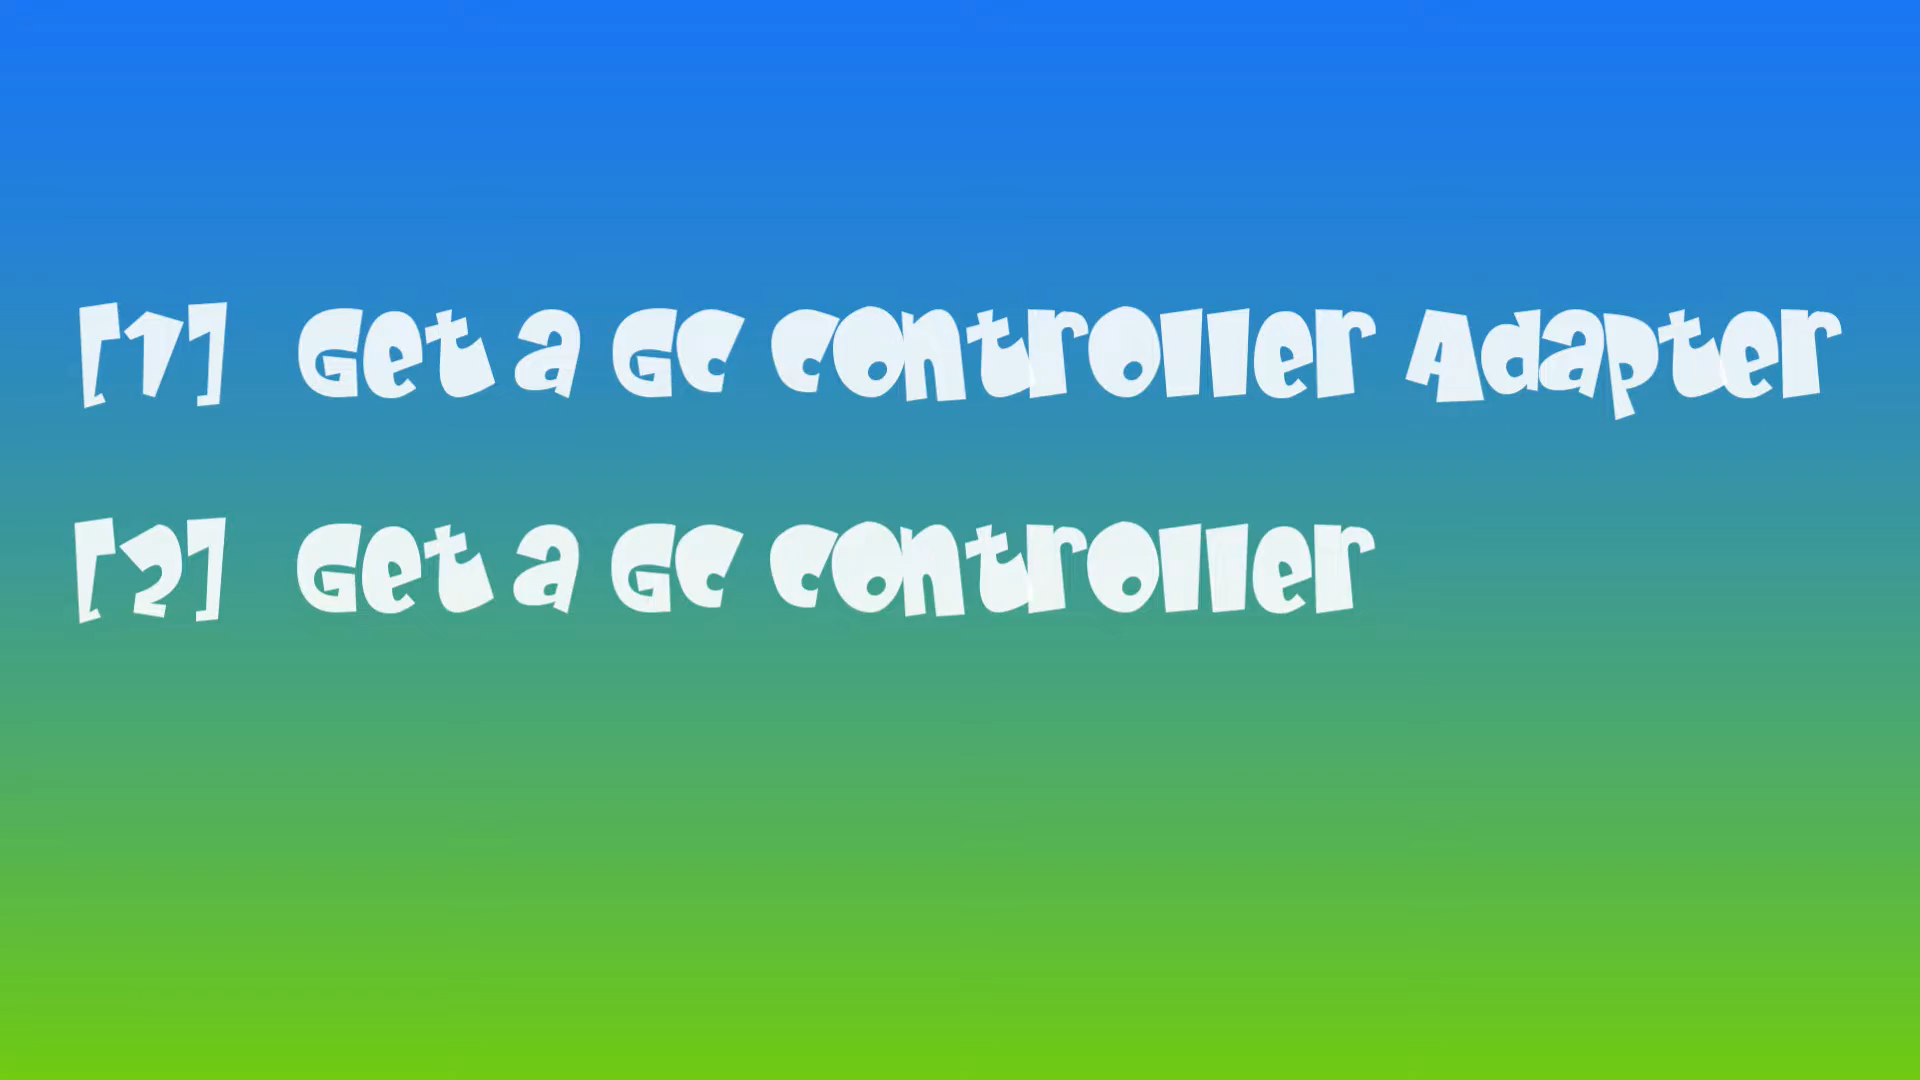 [1] Get a GC Controller Adapter
[2] Get a GC Controller